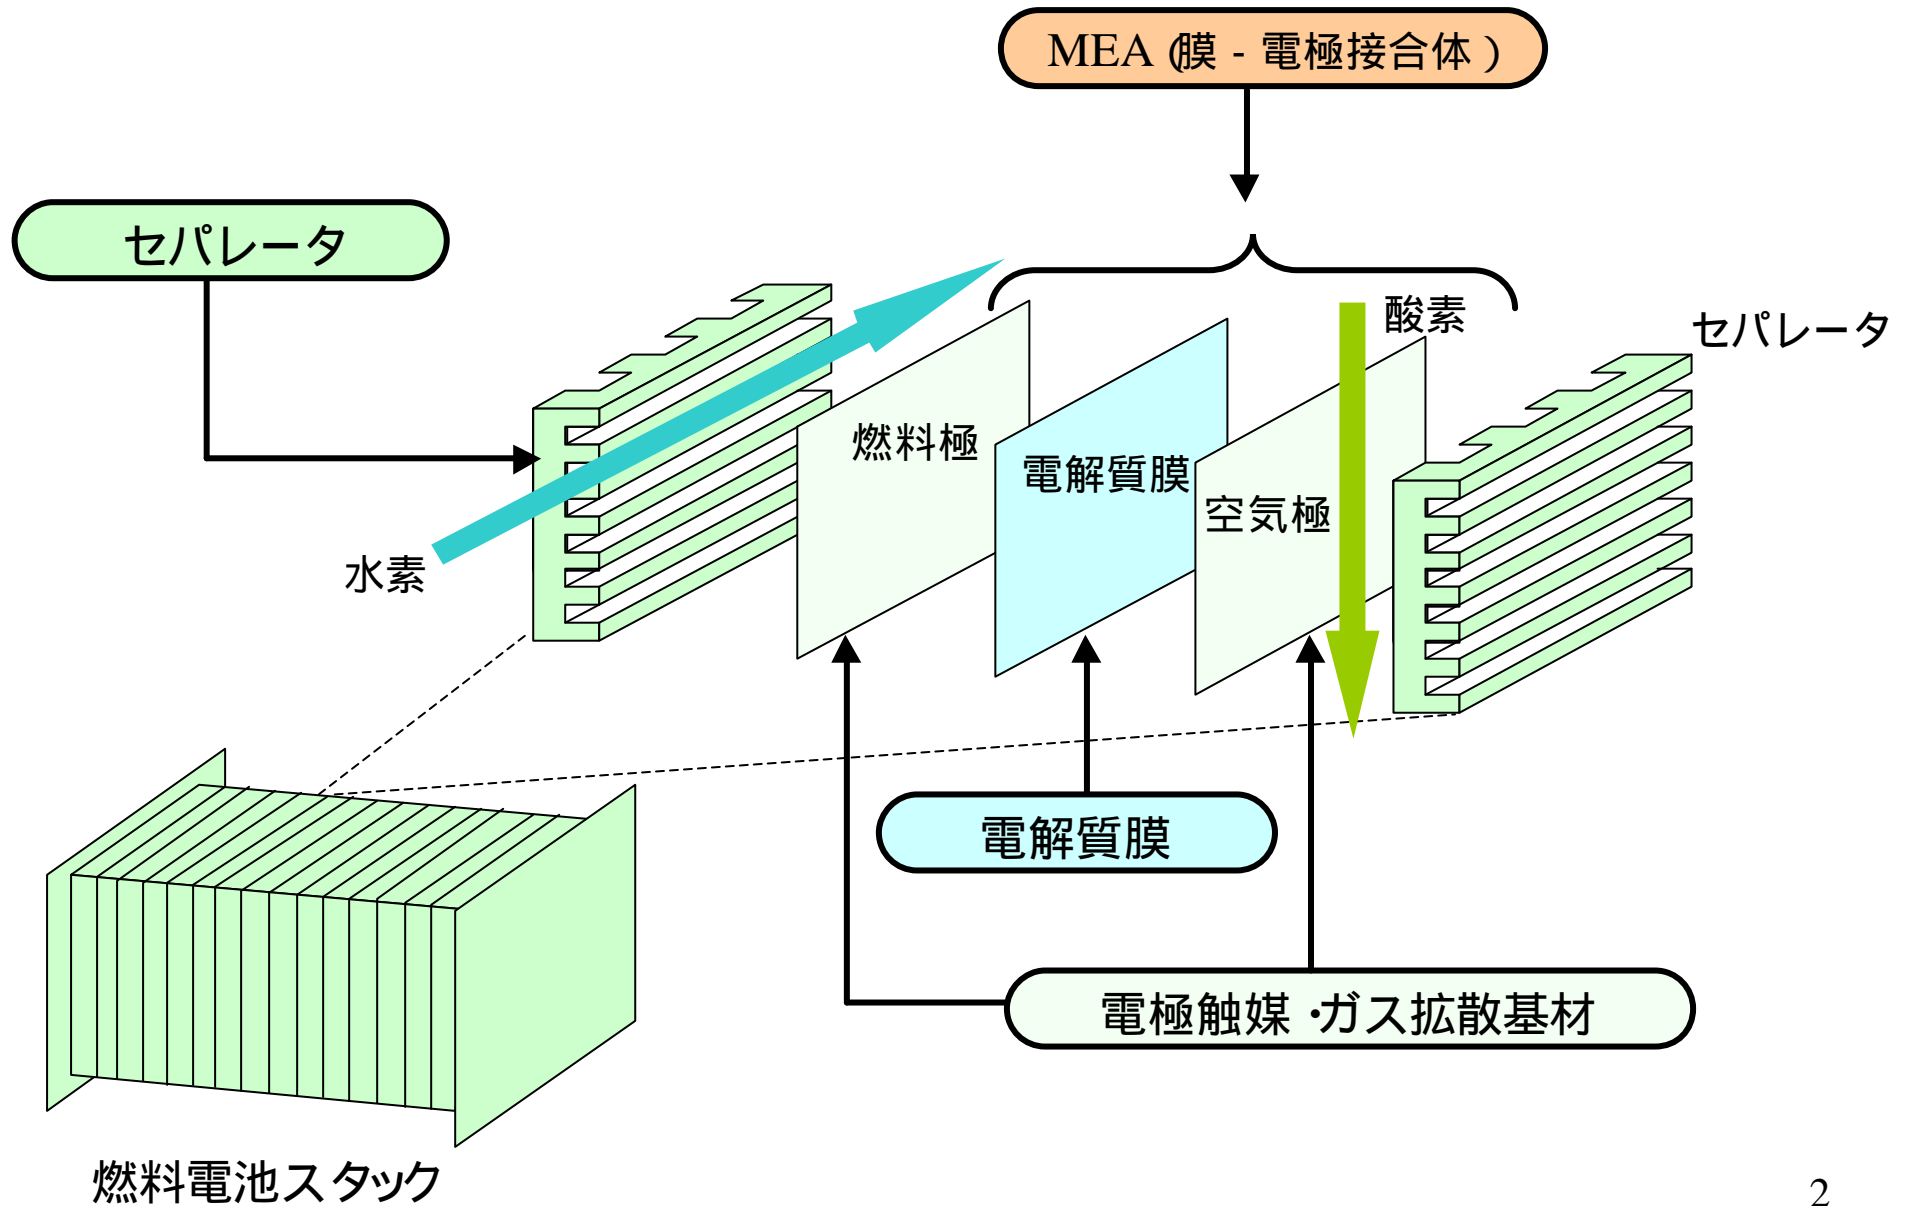 MEA (膜 - 電極接合体)
セパレータ
酸素
セパレータ
燃料極
電解質膜
空気極
水素
電解質膜
電極触媒・ガス拡散基材
燃料電池スタック
2